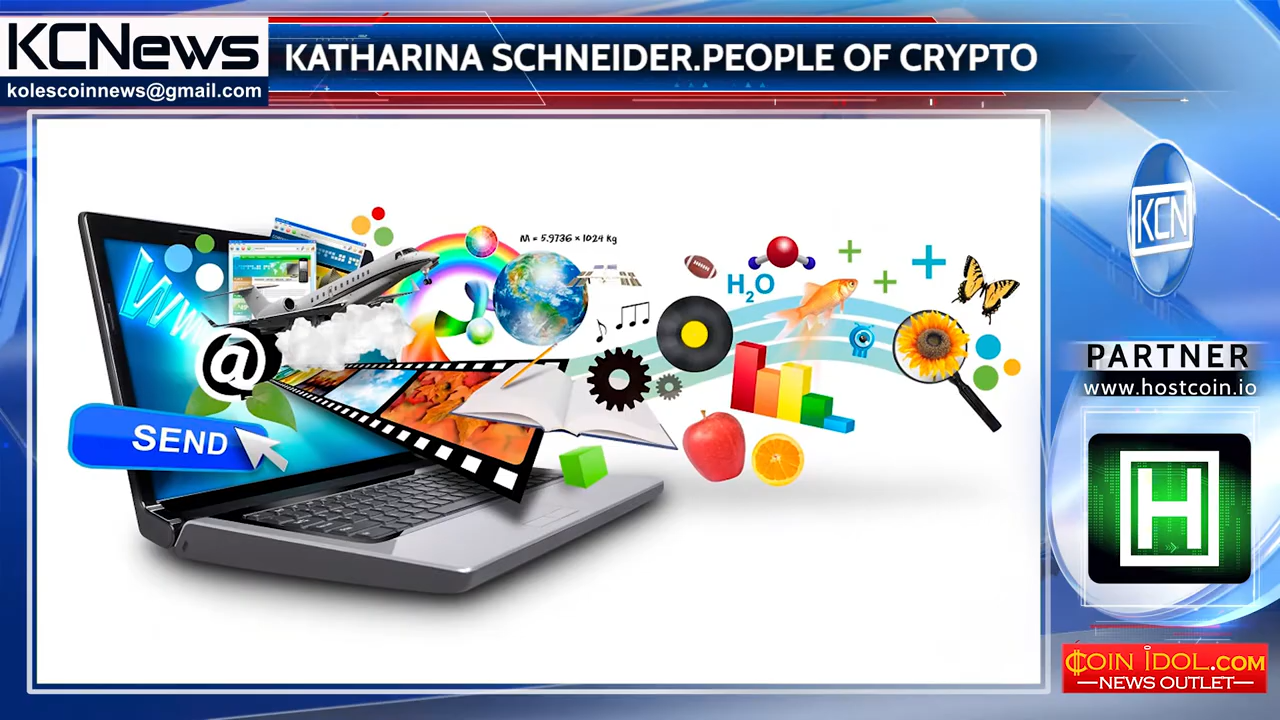 KCNews
kolescoinnews@gmail.com
KATHARINA SCHNEIDER.PEOPLE OF CRYPTO
Www
@
SEND
M = 5.9736 × 1024 kg
H2O
KCN
PARTNER
www.hostcoin.io
H
COIN IDOL.COM
NEWS OUTLET